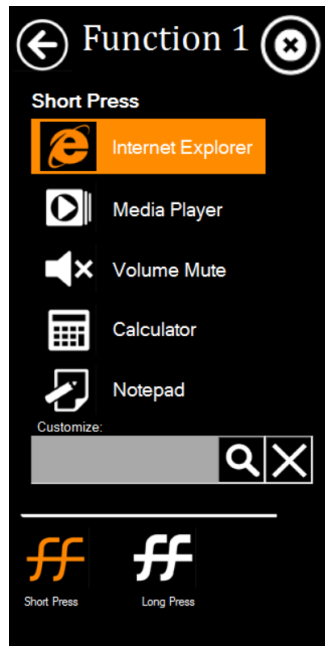 Function 1
Short Press
Internet Explorer
Media Player
Volume Mute
Calculator
Notepad
Customize:
Short Press
Long Press